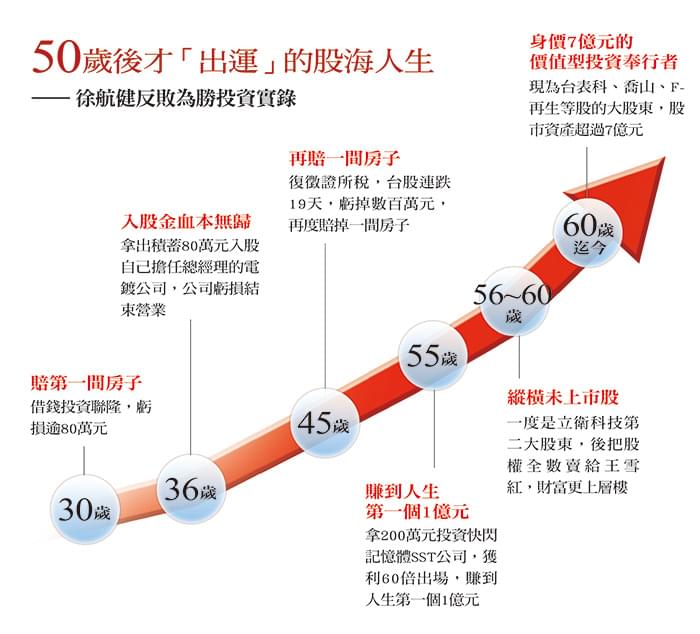 50歲後才「出運」的股海人生
—— 徐航健反敗為勝投資實錄
賠第一間房子
借錢投資聯隆，虧
損逾80萬元
30歲
入股金血本無歸
拿出積蓄80萬元入股
自己擔任總經理的電
鍍公司，公司虧損結
束營業
36歲
再賠一間房子
復徵證所稅，台股連跌
19天，虧掉數百萬元，
再度賠掉一間房子
45歲
55歲
賺到人生
第一個1億元
拿200萬元投資快閃
記憶體SST公司，獲
利60倍出場，賺到
人生第一個1億元
56~60
歲
縱橫未上市股
一度是立衛科技第
二大股東，後把股
權全數賣給王雪
紅，財富更上層樓
身價7億元的
價值型投資奉行者
現為台表科、喬山、F-
再生等股的大股東，股
市資產超過7億元
60歲
迄今